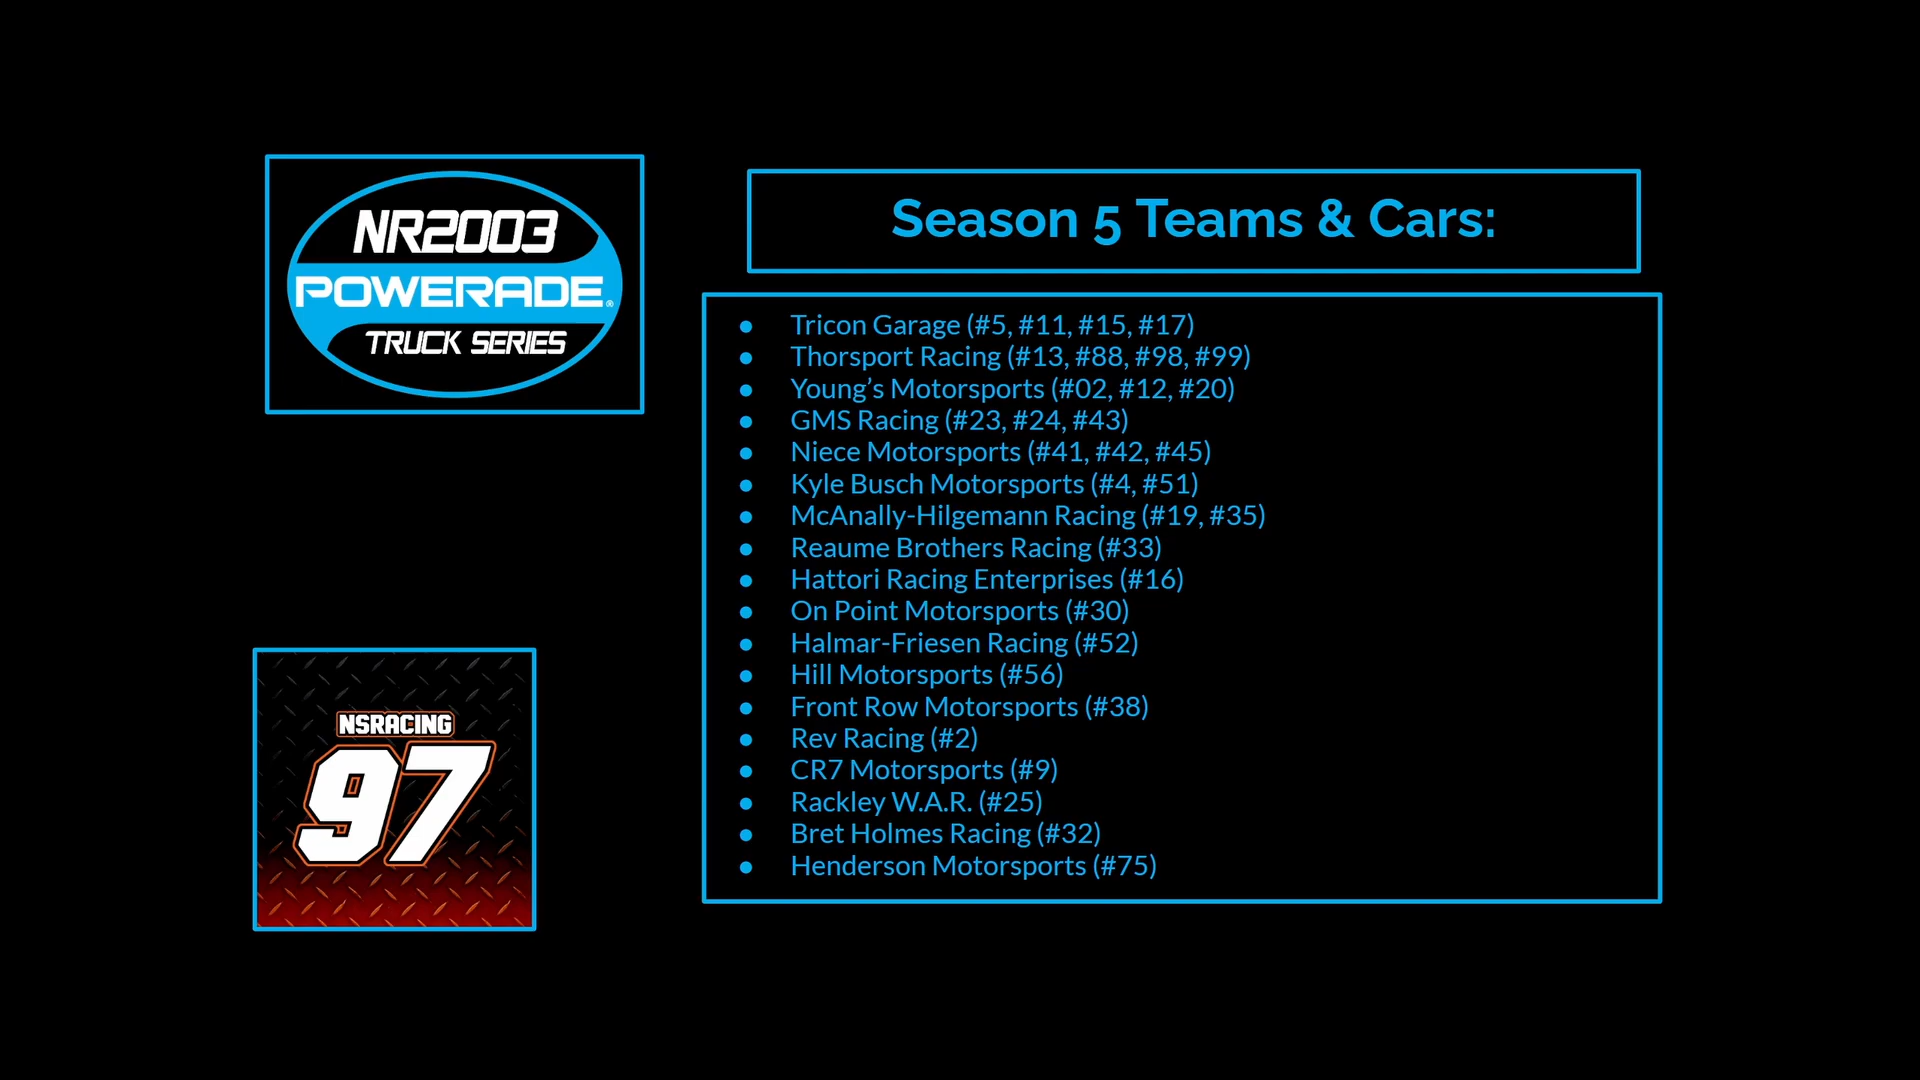 NR2003
POWERADE®
TRUCK SERIES
Season 5 Teams & Cars:
● Tricon Garage (#5, #11, #15, #17)
● Thorsport Racing (#13, #88, #98, #99)
● Young’s Motorsports (#02, #12, #20)
● GMS Racing (#23, #24, #43)
● Niece Motorsports (#41, #42, #45)
● Kyle Busch Motorsports (#4, #51)
● McAnally-Hilgemann Racing (#19, #35)
● Reaume Brothers Racing (#33)
● Hattori Racing Enterprises (#16)
● On Point Motorsports (#30)
● Halmar-Friesen Racing (#52)
● Hill Motorsports (#56)
● Front Row Motorsports (#38)
● Rev Racing (#2)
● CR7 Motorsports (#9)
● Rackley W.A.R. (#25)
● Bret Holmes Racing (#32)
● Henderson Motorsports (#75)
NSRACING
97